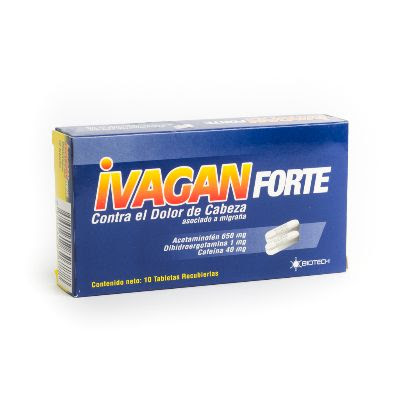 iVAGAN FORTE
Contra el Dolor de Cabeza
asociado a migraña
Acetaminofén 650 mg
Dihidroergotamina 1 mg
Cafeína 40 mg
Contenido neto: 10 Tabletas Recubiertas
BIOTECH